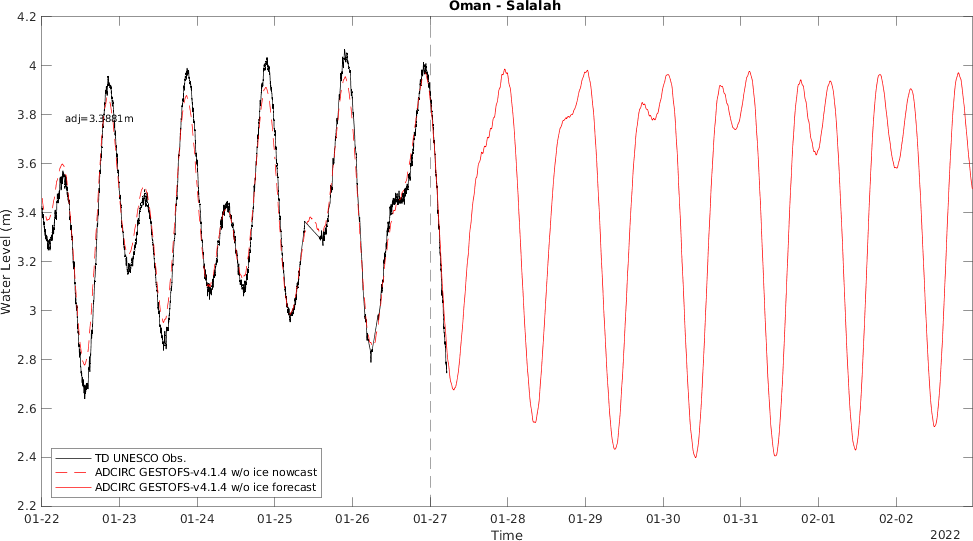 Oman - Salalah
4.2
4
3.8
3.6
3.4
3.2
3
2.8
2.6
2.4
2.2
Water Level (m)
adj=3.3881m
TD UNESCO Obs.
ADCIRC GESTOFS-v4.1.4 w/o ice nowcast
ADCIRC GESTOFS-v4.1.4 w/o ice forecast
01-22 01-23 01-24 01-25 01-26 01-27 01-28 01-29 01-30 01-31 02-01 02-02
Time
2022